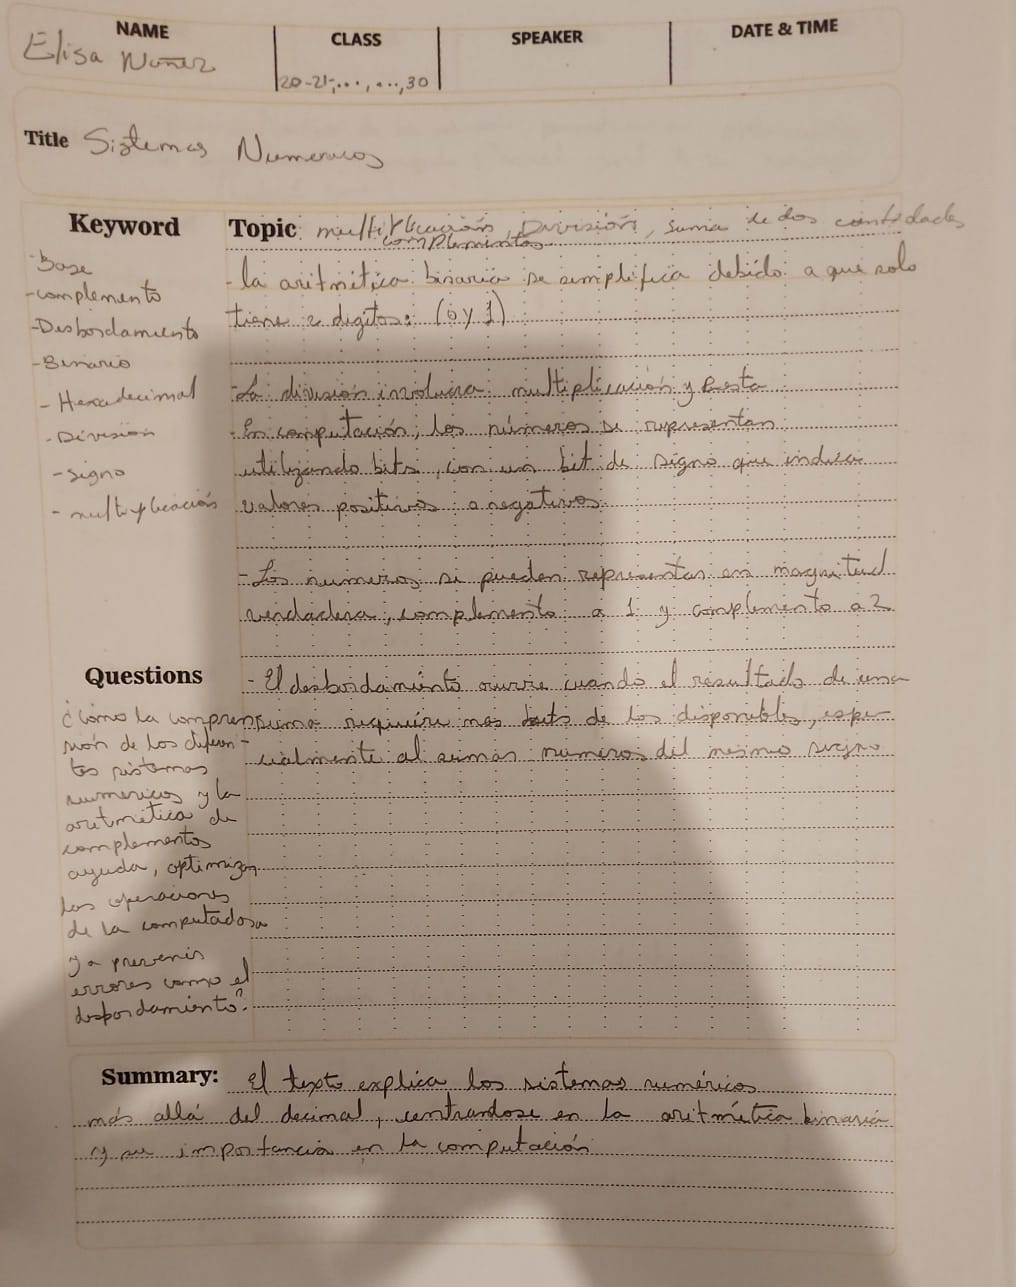 NAME
CLASS
SPEAKER
DATE & TIME
Elisa Nuñez
20-21-,...,...,30
Title Sistemas Numericos
Keyword
- Base
- complemento
- Desbordamiento
- Binario
- Hexadecimal
- División
- signo
- multiplicación
Topic: multiplicación, División, suma de dos cantidades
complementos
- la aritmética binaria se simplifica debido a que solo
tiene 2 digitos: (0 y 1)
- La división involucra multiplicación y Resta
- En computación, los números se representan
utilizando bits, con un bit de signo que indica
valores positivos o negativos
- Los numeros se pueden representar en magnitud
verdadera, complemento a 1 y complemento a 2
- El desbordamiento ocurre cuando el resultado de una
suma requiere mas bits de los disponibles, espe-
cialmente al sumar números del mismo signo
Questions
¿Cómo la compren-
sión de los diferen-
tes sistemas
numericos y la
aritmética de
complementos
ayuda, optimizar
las operaciones
de la computadora
y a prevenir
errores como el
desbordamiento?
Summary: El texto explica los sistemas numéricos
más allá del decimal, centrandose en la aritmética binaria
y su importancia en la computación